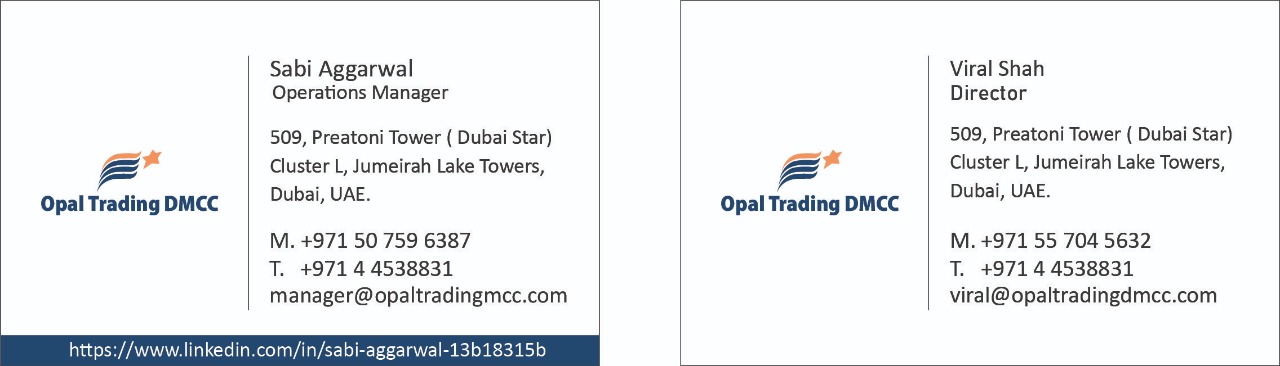 Opal Trading DMCC
Sabi Aggarwal
Operations Manager
509, Preatoni Tower ( Dubai Star)
Cluster L, Jumeirah Lake Towers,
Dubai, UAE.
M. +971 50 759 6387
T. +971 4 4538831
manager@opaltradingmcc.com
https://www.linkedin.com/in/sabi-aggarwal-13b18315b
Opal Trading DMCC
Viral Shah
Director
509, Preatoni Tower ( Dubai Star)
Cluster L, Jumeirah Lake Towers,
Dubai, UAE.
M. +971 55 704 5632
T. +971 4 4538831
viral@opaltradingdmcc.com